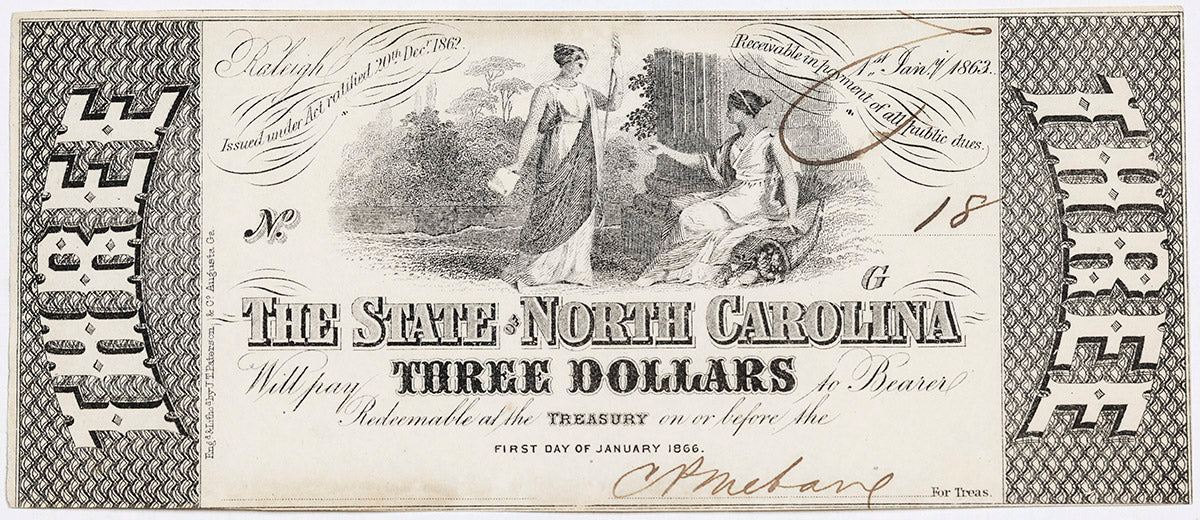 THREE
Raleigh
Issued under Act ratified 20th Decr. 1862.
Receivable in payment of all Public dues.
1st Jany. 1863.
THREE
No.
18
G
THE STATE OF NORTH CAROLINA
Will pay THREE DOLLARS to Bearer
Redeemable at the TREASURY on or before the
FIRST DAY OF JANUARY 1866.
C P Mebane
For Treas.
Engd. & Lithd. by J.T. Paterson & Co. Augusta Ga